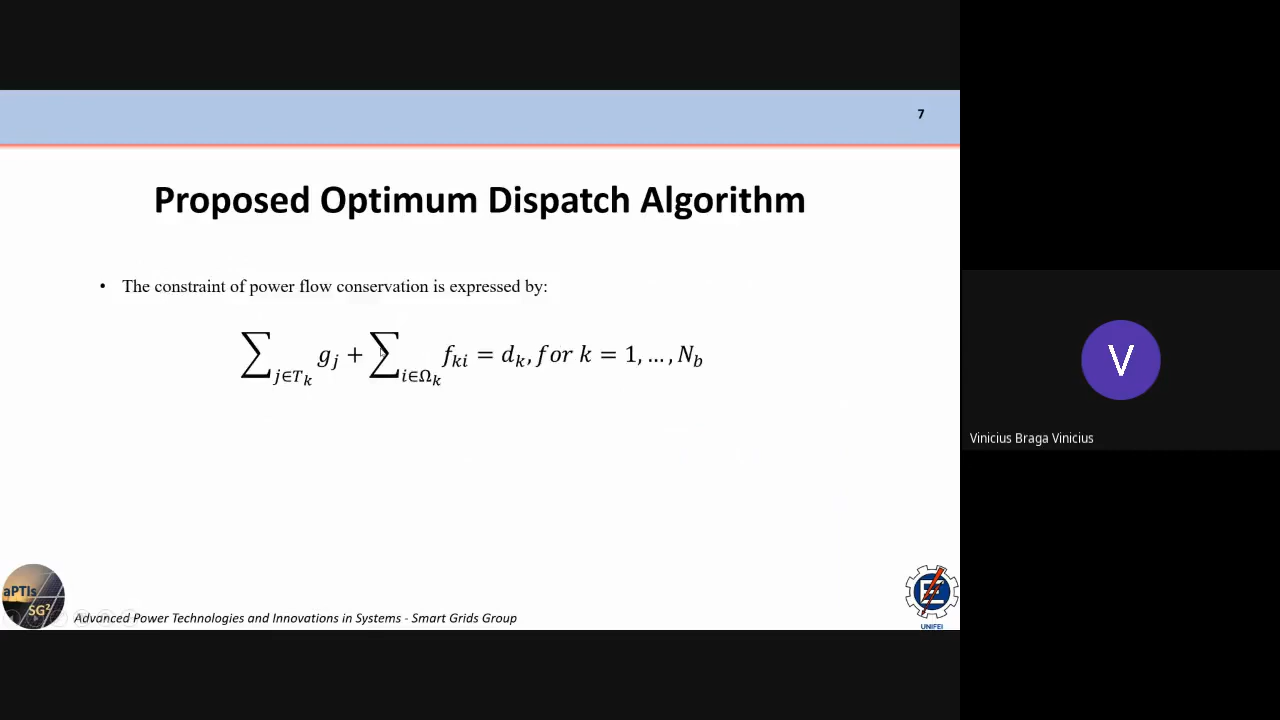 7
Proposed Optimum Dispatch Algorithm
• The constraint of power flow conservation is expressed by:
∑_{j∈T_k} g_j + ∑_{i∈Ω_k} f_{ki} = d_k, for k = 1, … , N_b
V
Vinicius Braga Vinicius
aPTIs
SG²
Advanced Power Technologies and Innovations in Systems - Smart Grids Group
UNIFEI